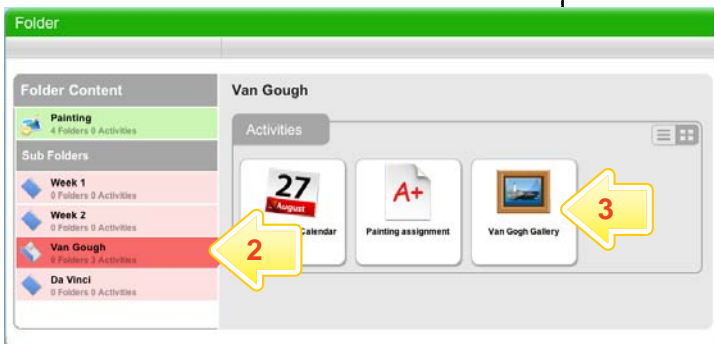 Folder
Folder Content
Painting
4 Folders 0 Activities
Sub Folders
Week 1
0 Folders 0 Activities
Week 2
0 Folders 0 Activities
Van Gough
0 Folders 3 Activities
Da Vinci
0 Folders 0 Activities
2
Van Gough
Activities
27
August
Calendar
A+
Painting assignment
Van Gogh Gallery
3